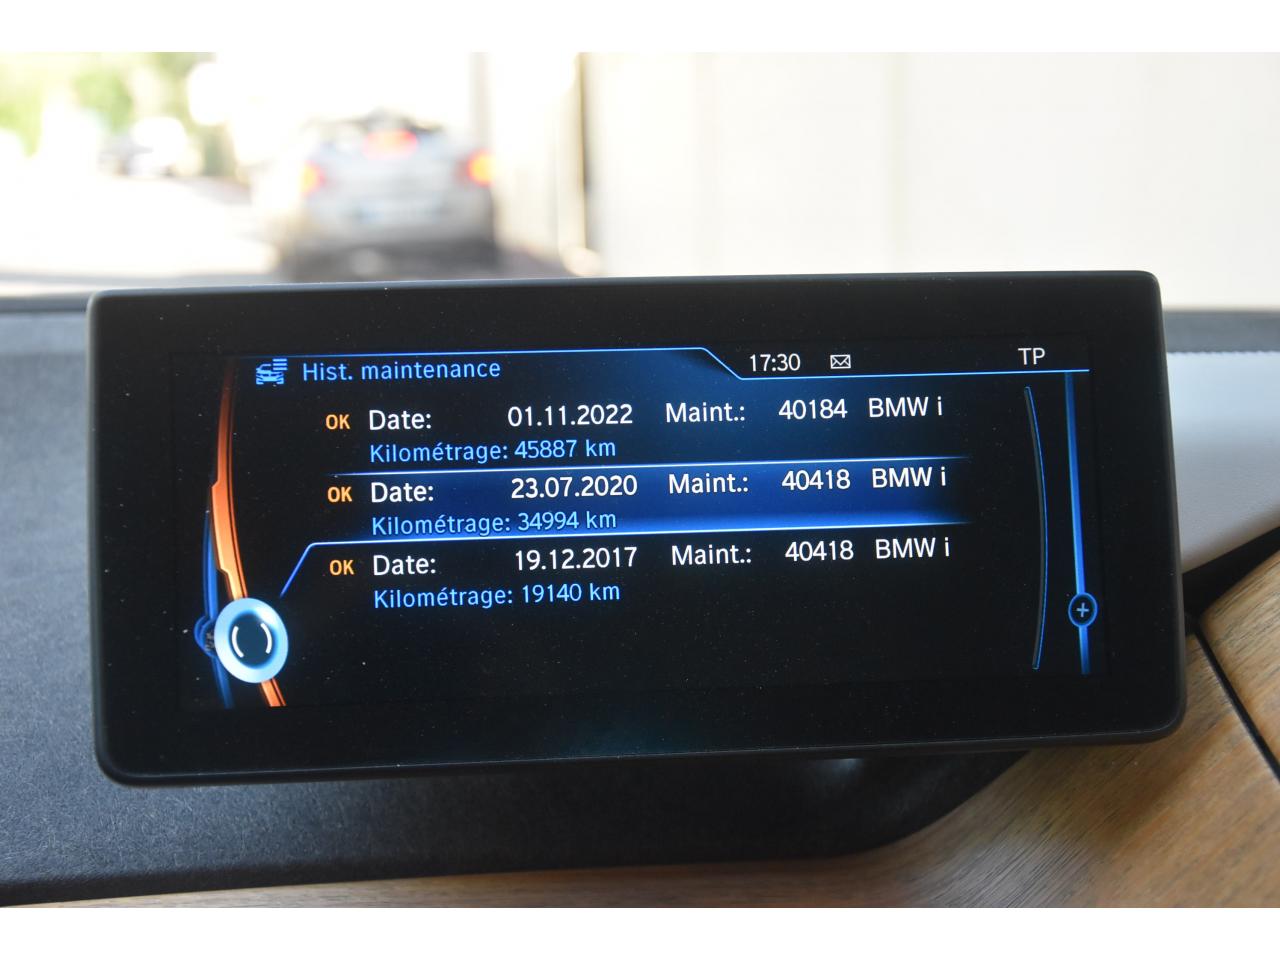 Hist. maintenance 17:30 TP
OK Date: 01.11.2022 Maint.: 40184 BMW i
Kilométrage: 45887 km
OK Date: 23.07.2020 Maint.: 40418 BMW i
Kilométrage: 34994 km
OK Date: 19.12.2017 Maint.: 40418 BMW i
Kilométrage: 19140 km